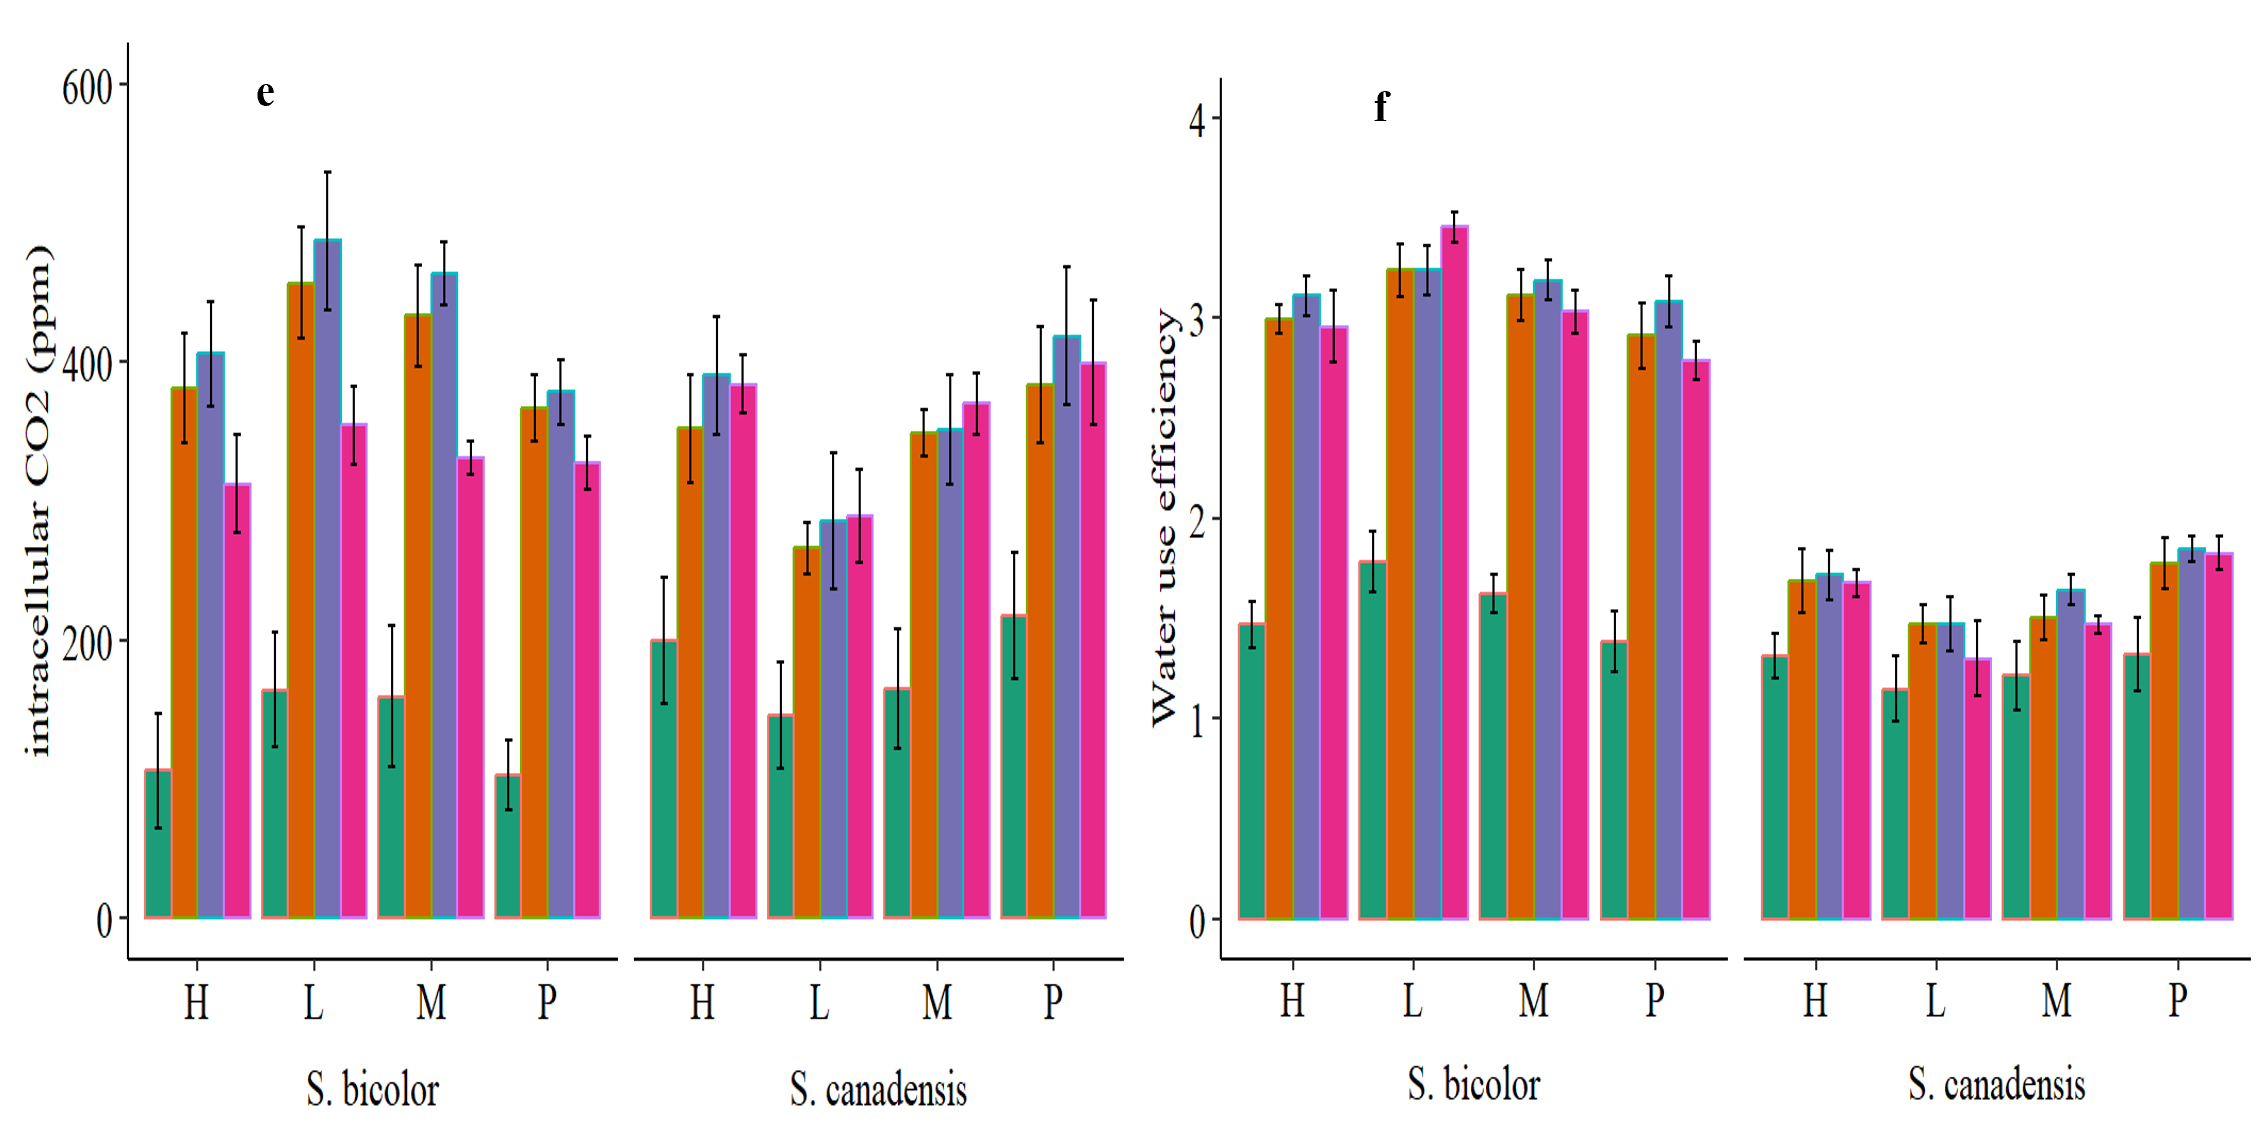 e
intracellular CO2 (ppm)
600
400
200
0
H L M P H L M P
S. bicolor S. canadensis
f
Water use efficiency
4
3
2
1
0
H L M P H L M P
S. bicolor S. canadensis